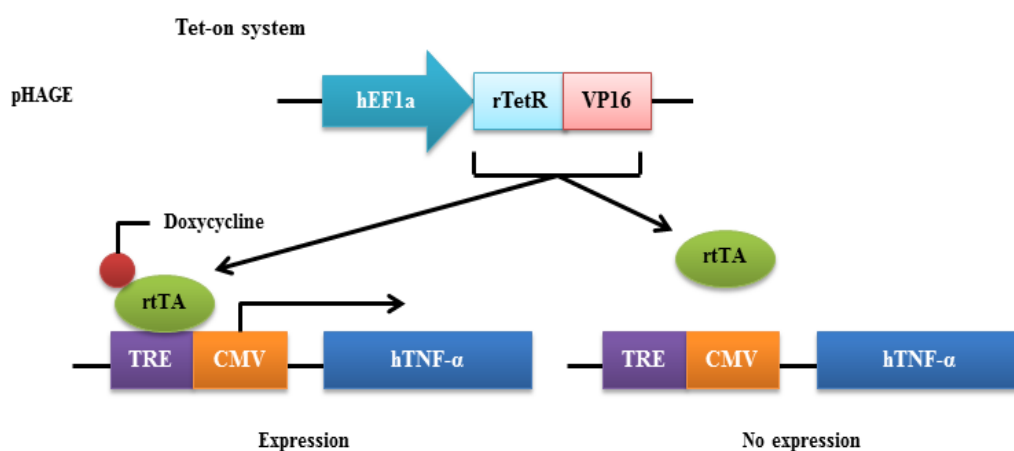 Tet-on system
pHAGE
hEF1a rTetR VP16
Doxycycline
rtTA
rtTA
TRE CMV hTNF-α TRE CMV hTNF-α
Expression No expression